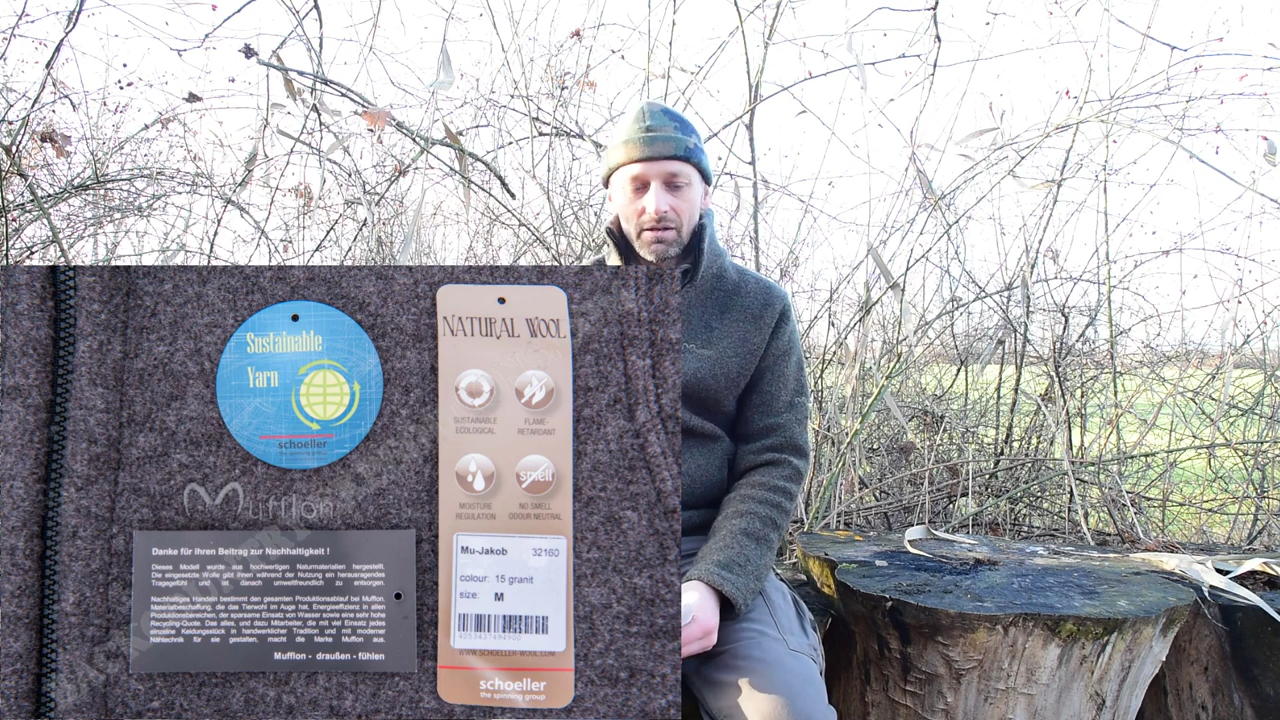 Sustainable
Yarn
schoeller
the spinning group
Mufflon
Danke für ihren Beitrag zur Nachhaltigkeit !
Dieses Modell wurde aus hochwertigen Naturmaterialien hergestellt.
Die eingesetzte Wolle gibt Ihnen während der Nutzung ein herausragendes
Tragegefühl und ist danach umweltfreundlich zu entsorgen.
Nachhaltiges Handeln bestimmt den gesamten Produktionsablauf bei Mufflon.
Materialbeschaffung, die das Tierwohl im Auge hat, Energieeffizienz in allen
Produktionsbereichen, der sparsame Einsatz von Wasser sowie eine sehr hohe
Recycling-Quote. Das alles, und dazu Mitarbeiter, die mit viel Einsatz jedes
einzelne Keidungsstück in handwerklicher Tradition und mit moderner
Nähtechnik für sie gestalten, macht die Marke Mufflon aus.
Mufflon - draußen - fühlen
NATURAL WOOL
SUSTAINABLE
ECOLOGICAL
FLAME-
RETARDANT
smell
MOISTURE
REGULATION
NO SMELL
ODOUR NEUTRAL
Mu-Jakob 32160
colour: 15 granit
size: M
4053437494900
WWW.SCHOELLER-WOOL.COM
schoeller
the spinning group